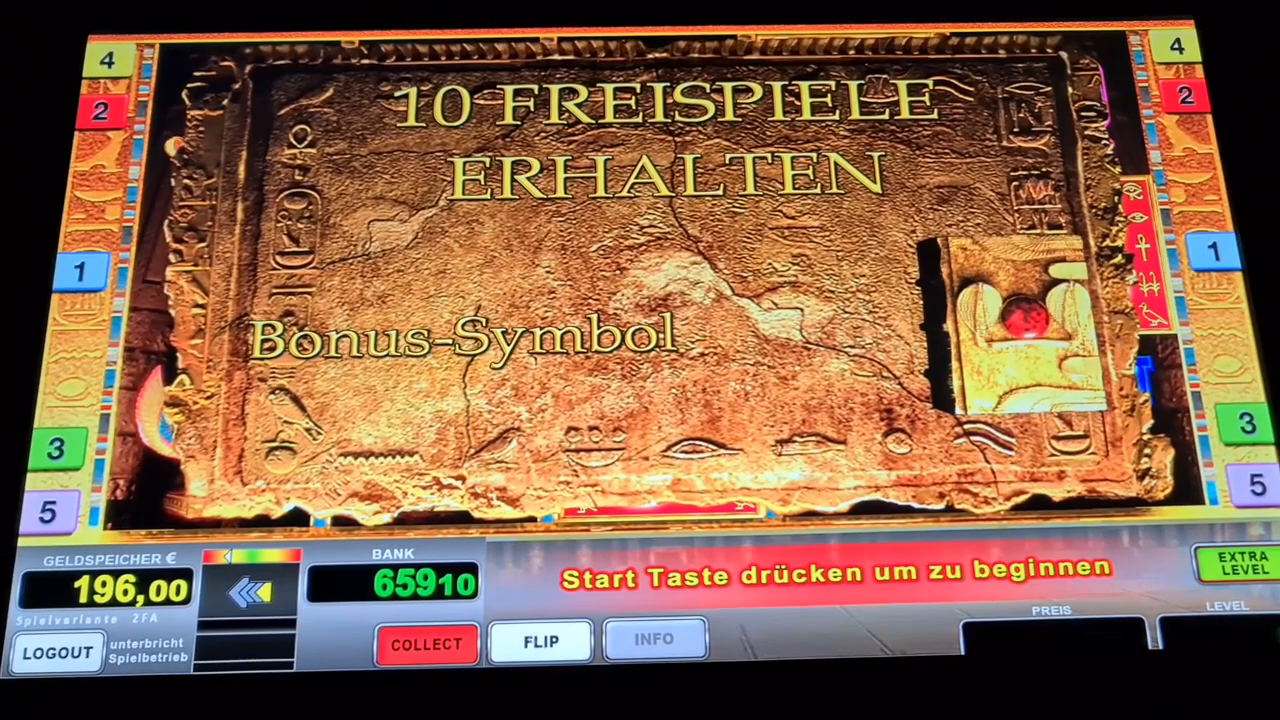 10 FREISPIELE
ERHALTEN
Bonus-Symbol
4
2
1
3
5
4
2
1
3
5
GELDSPEICHER €
196,00
Spielvariante 2FA
LOGOUT
unterbricht
Spielbetrieb
BANK
65910
COLLECT
FLIP
INFO
Start Taste drücken um zu beginnen
EXTRA
LEVEL
PREIS
LEVEL